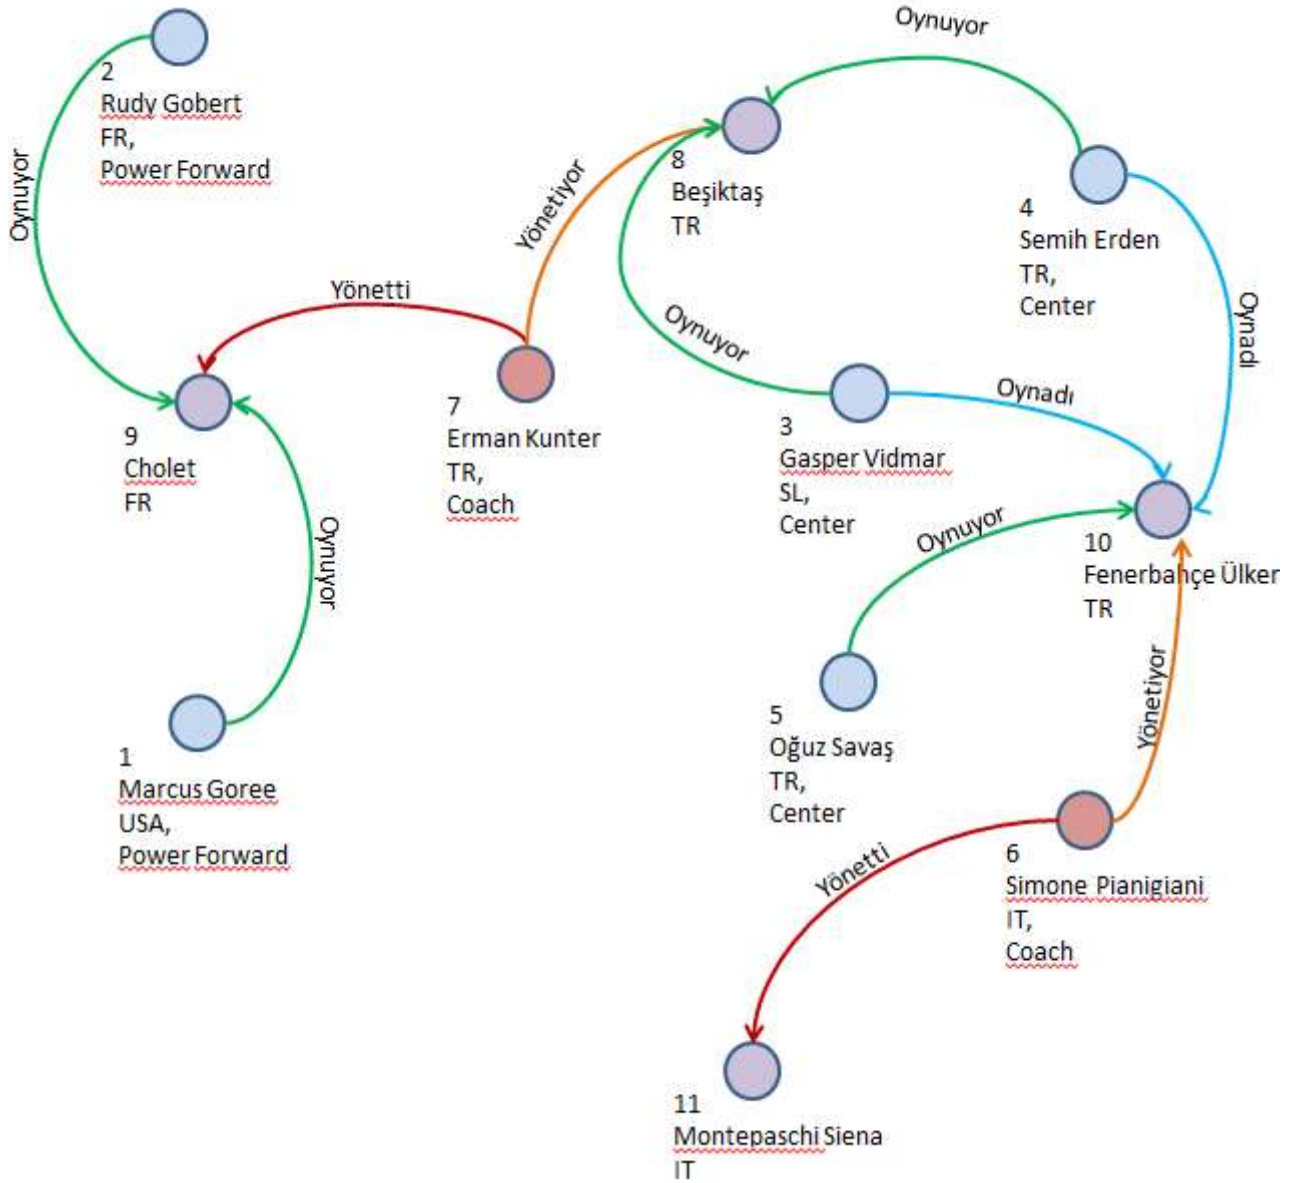 Oynuyor
2
Rudy Gobert
FR,
Power Forward
Oynuyor
8
Beşiktaş
TR
Yönetiyor
4
Semih Erden
TR,
Center
Oynadı
Yönetti
Oynuyor
9
Cholet
FR
7
Erman Kunter
TR,
Coach
3
Gasper Vidmar
SL,
Center
Oynadı
Oynuyor
Oynuyor
10
Fenerbahçe Ülker
TR
1
Marcus Goree
USA,
Power Forward
5
Oğuz Savaş
TR,
Center
Yönetiyor
6
Simone Pianigiani
IT,
Coach
Yönetti
11
Montepaschi Siena
IT